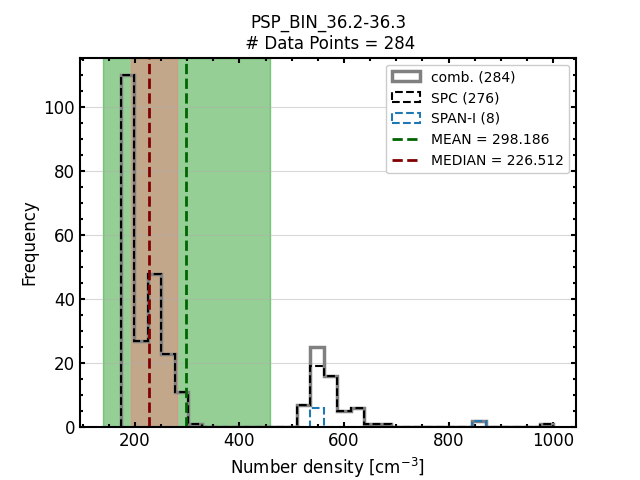 PSP_BIN_36.2-36.3
# Data Points = 284
comb. (284)
SPC (276)
SPAN-I (8)
MEAN = 298.186
MEDIAN = 226.512
Frequency
100
80
60
40
20
0
200
400
600
800
1000
Number density [cm⁻³]